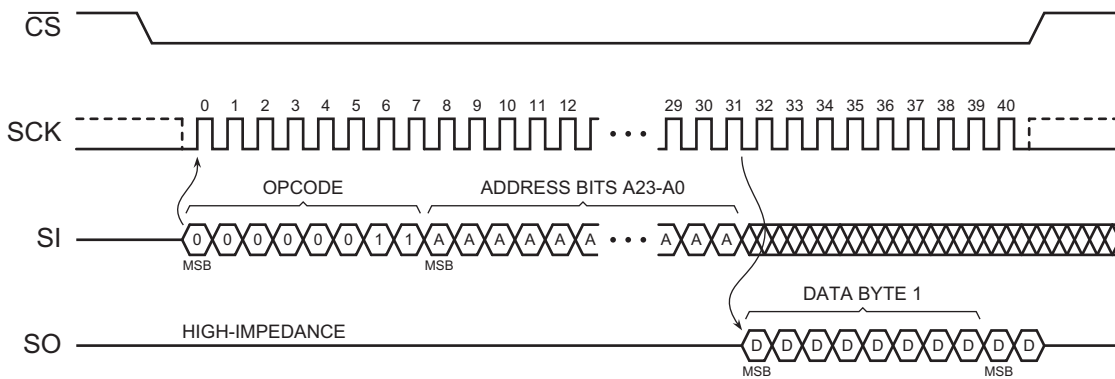 CS
0 1 2 3 4 5 6 7 8 9 10 11 12 29 30 31 32 33 34 35 36 37 38 39 40
SCK
OPCODE ADDRESS BITS A23-A0
SI 0 0 0 0 0 0 1 1 A A A A A A A A A
MSB MSB
DATA BYTE 1
HIGH-IMPEDANCE
SO D D D D D D D D D D
MSB MSB